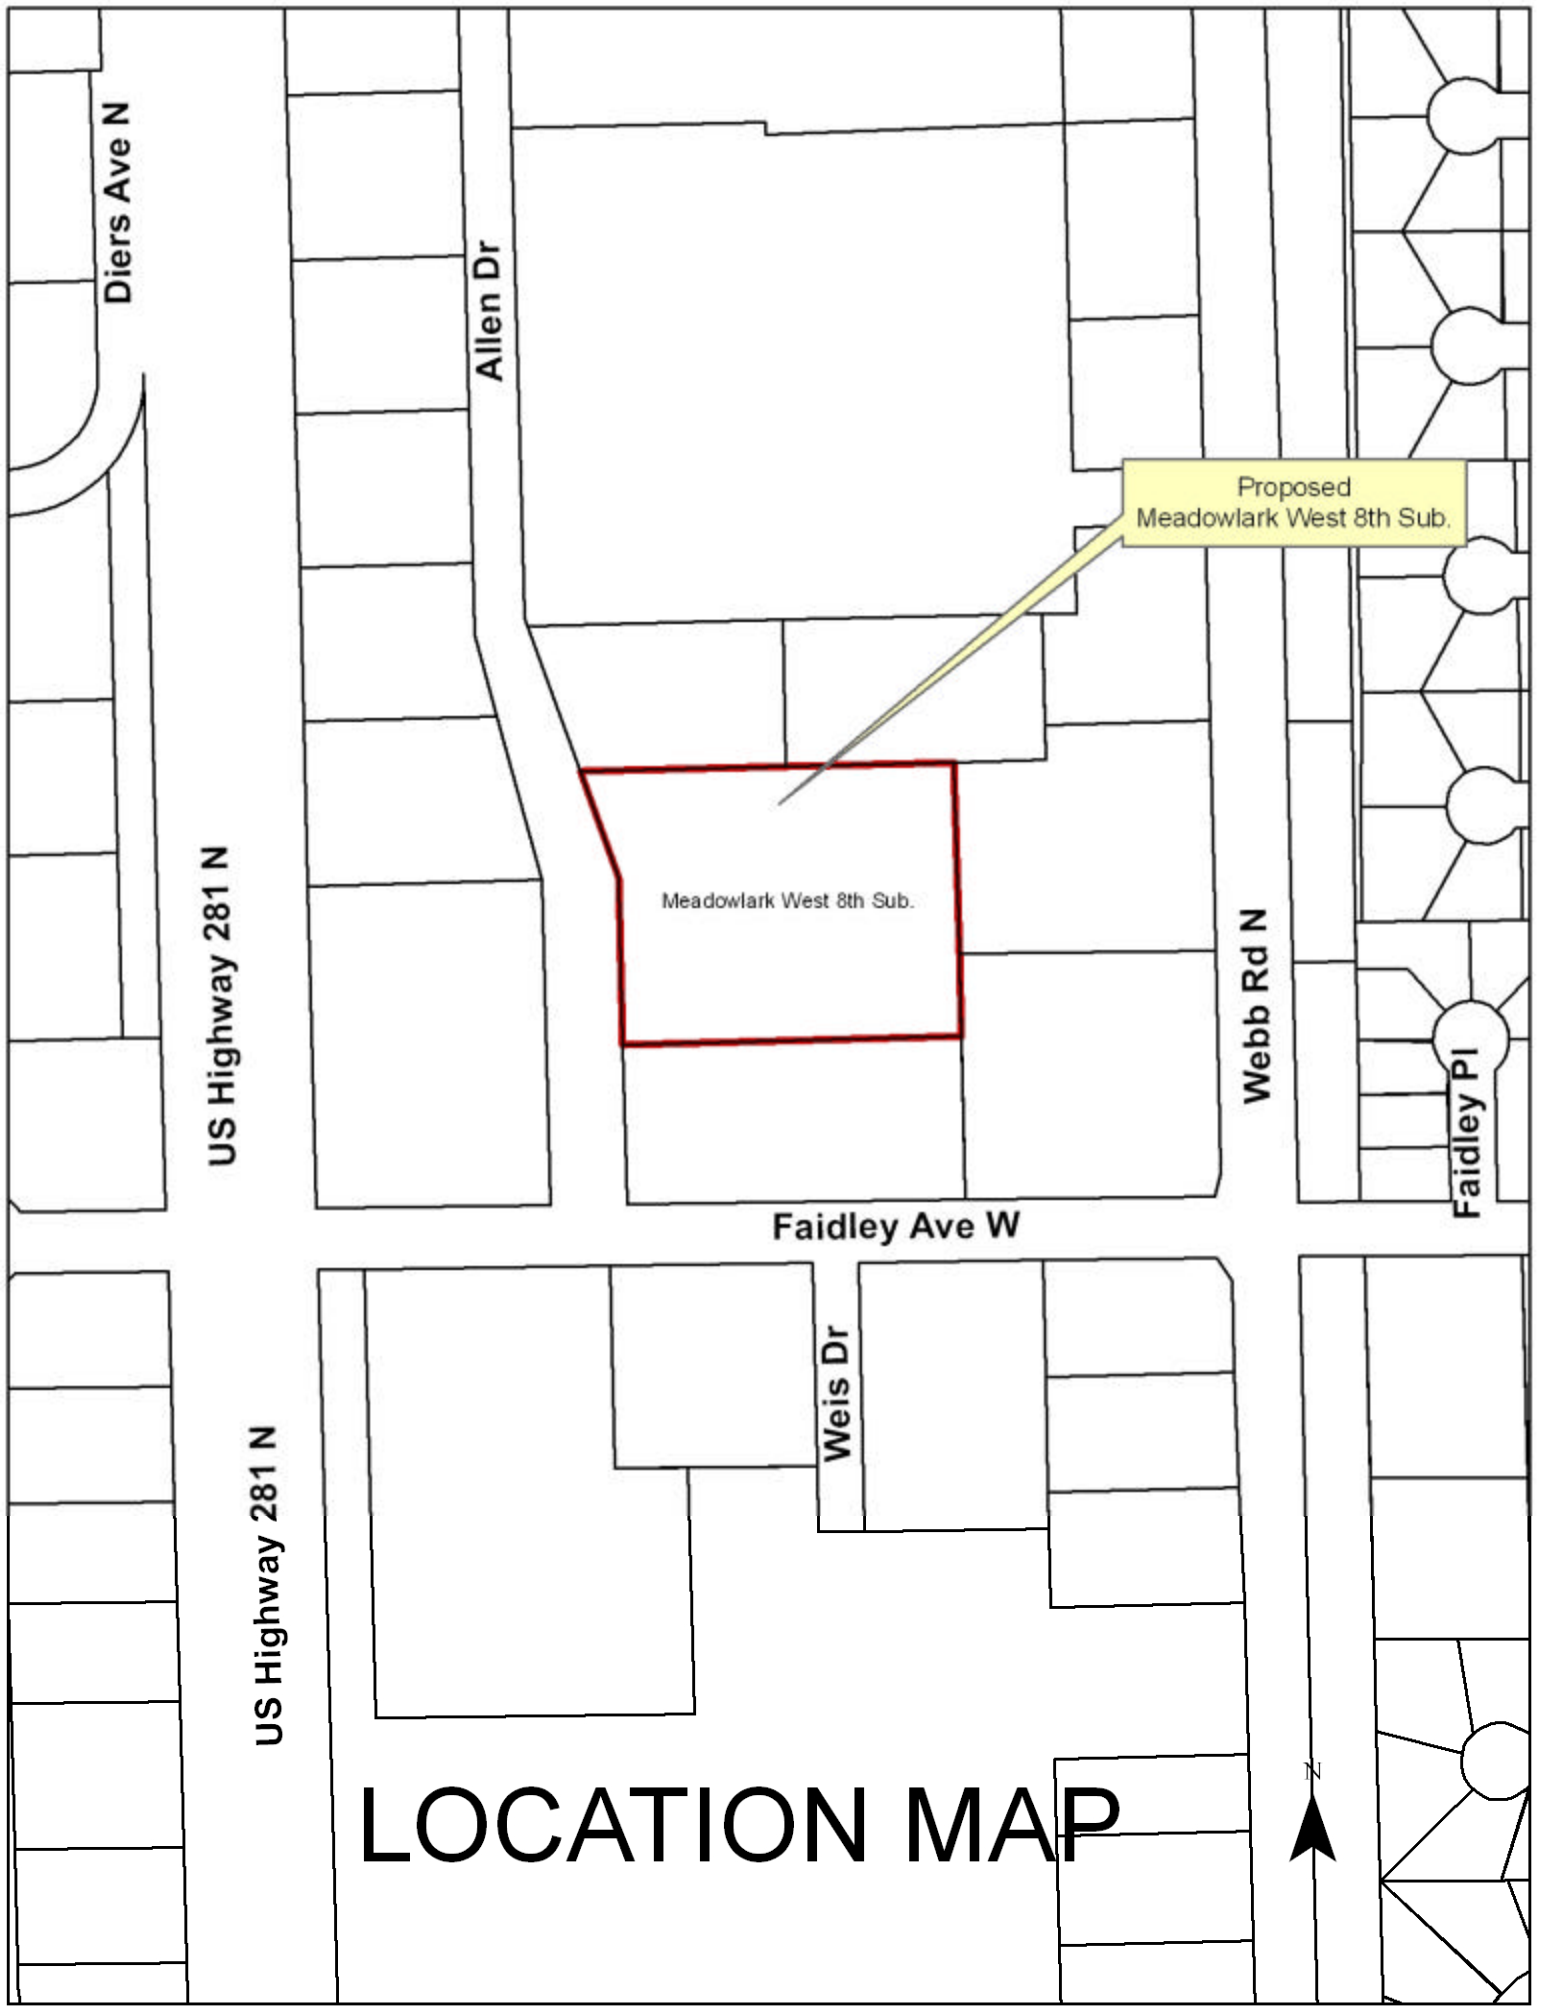 Diers Ave N
Allen Dr
Proposed
Meadowlark West 8th Sub.
US Highway 281 N
Meadowlark West 8th Sub.
Webb Rd N
Faidley Pl
Faidley Ave W
Weis Dr
US Highway 281 N
N
LOCATION MAP